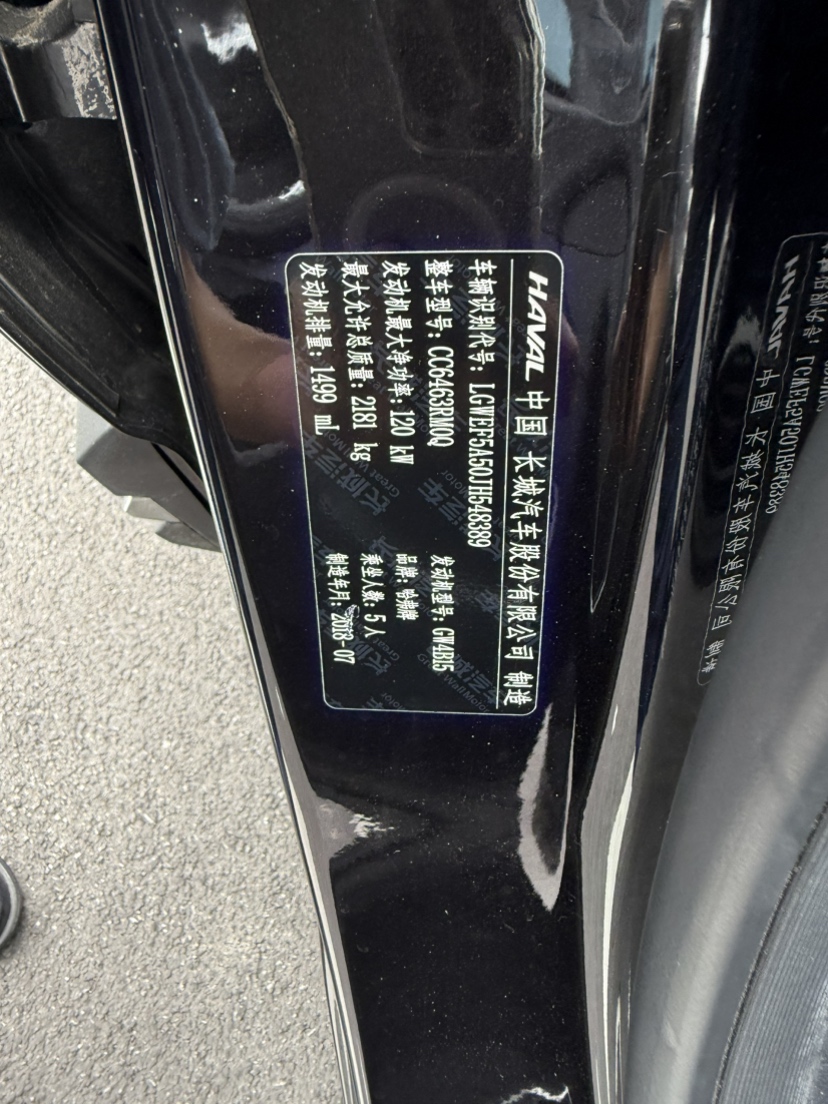 HAVAL 中国 长城汽车股份有限公司 制造
车辆识别代号: LGWEF5A50JH548389
整车型号: CC6463RM0Q 发动机型号: GW4B15
发动机最大净功率: 120 kW 品牌: 哈弗牌
最大允许总质量: 2181 kg 乘坐人数: 5人
发动机排量: 1499 mL 制造年月: 2018-07